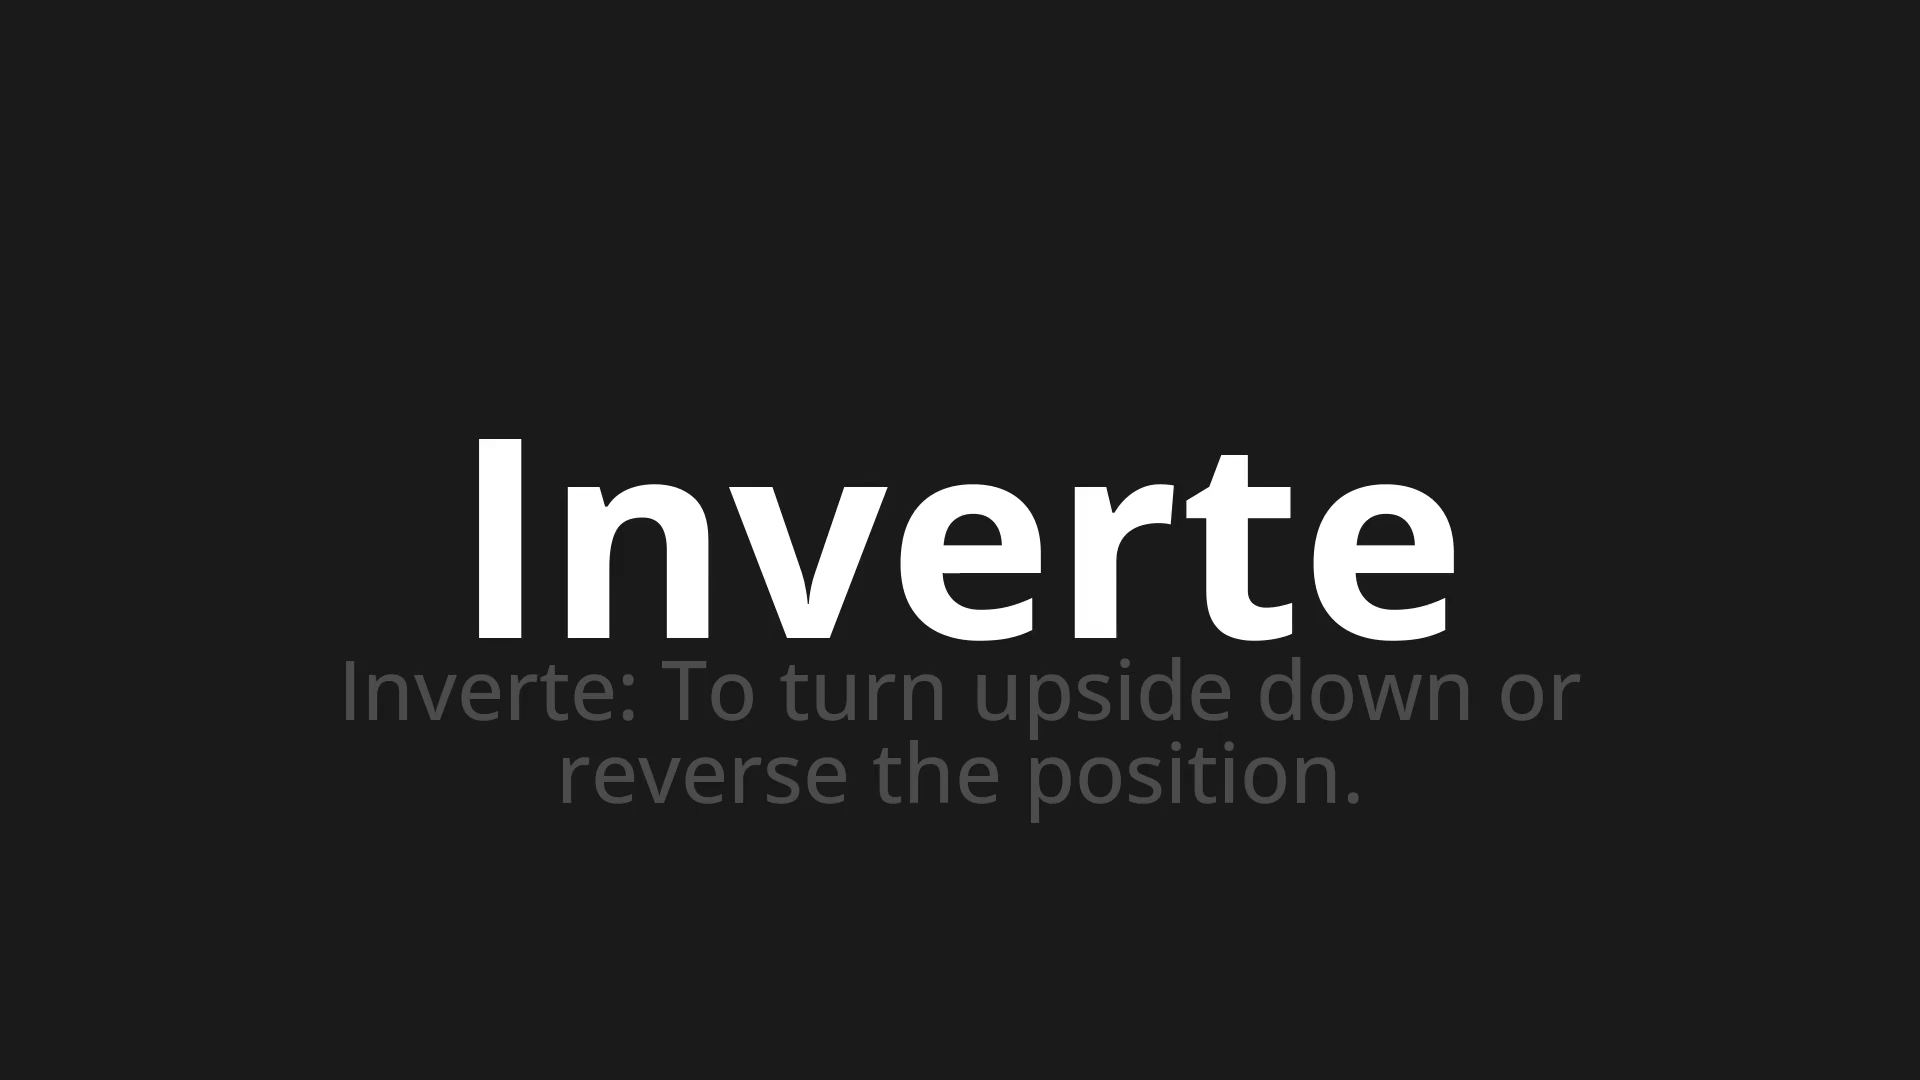 Inverte
Inverte: To turn upside down or
reverse the position.